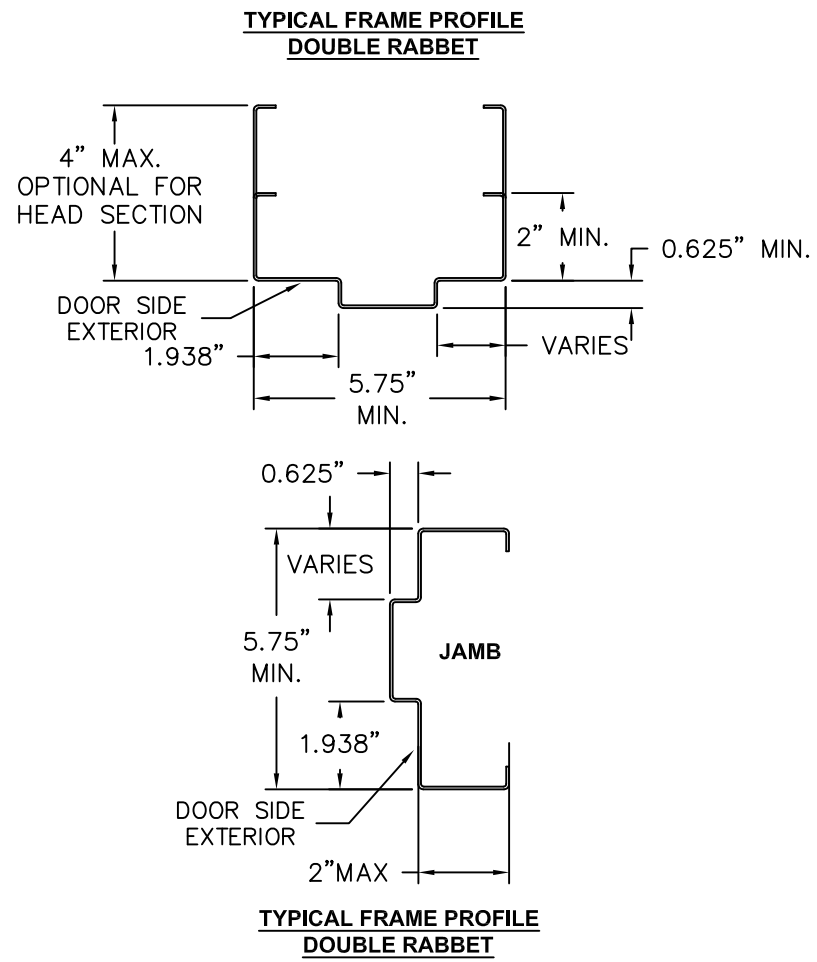 TYPICAL FRAME PROFILE
DOUBLE RABBET
4” MAX.
OPTIONAL FOR
HEAD SECTION
2” MIN.
0.625” MIN.
DOOR SIDE
EXTERIOR
1.938”
VARIES
5.75”
MIN.
0.625”
VARIES
5.75”
MIN.
JAMB
1.938”
DOOR SIDE
EXTERIOR
2”MAX
TYPICAL FRAME PROFILE
DOUBLE RABBET